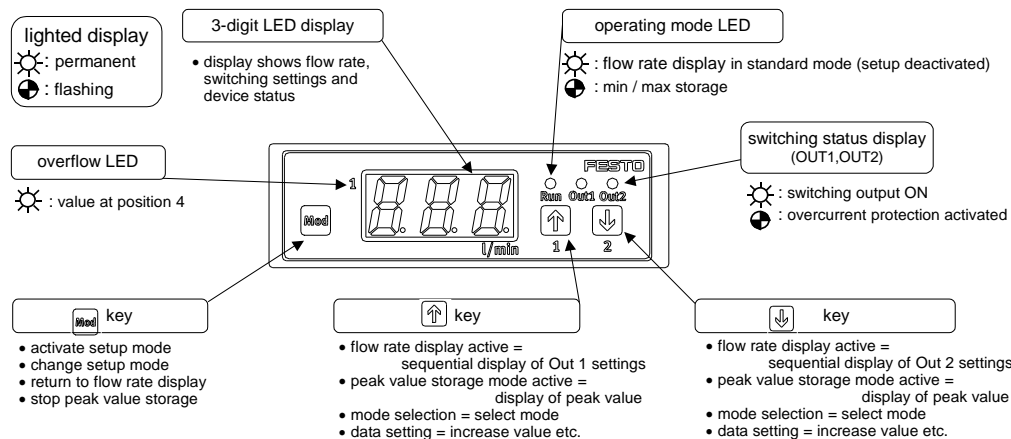 lighted display
: permanent
: flashing
3-digit LED display
• display shows flow rate,
switching settings and
device status
operating mode LED
: flow rate display in standard mode (setup deactivated)
: min / max storage
overflow LED
: value at position 4
switching status display
(OUT1,OUT2)
: switching output ON
: overcurrent protection activated
FESTO
1
8.8.8.
Run Out1 Out2
Mod
l/min
1 2
Mod key
• activate setup mode
• change setup mode
• return to flow rate display
• stop peak value storage
key
• flow rate display active =
sequential display of Out 1 settings
• peak value storage mode active =
display of peak value
• mode selection = select mode
• data setting = increase value etc.
key
• flow rate display active =
sequential display of Out 2 settings
• peak value storage mode active =
display of peak value
• mode selection = select mode
• data setting = increase value etc.